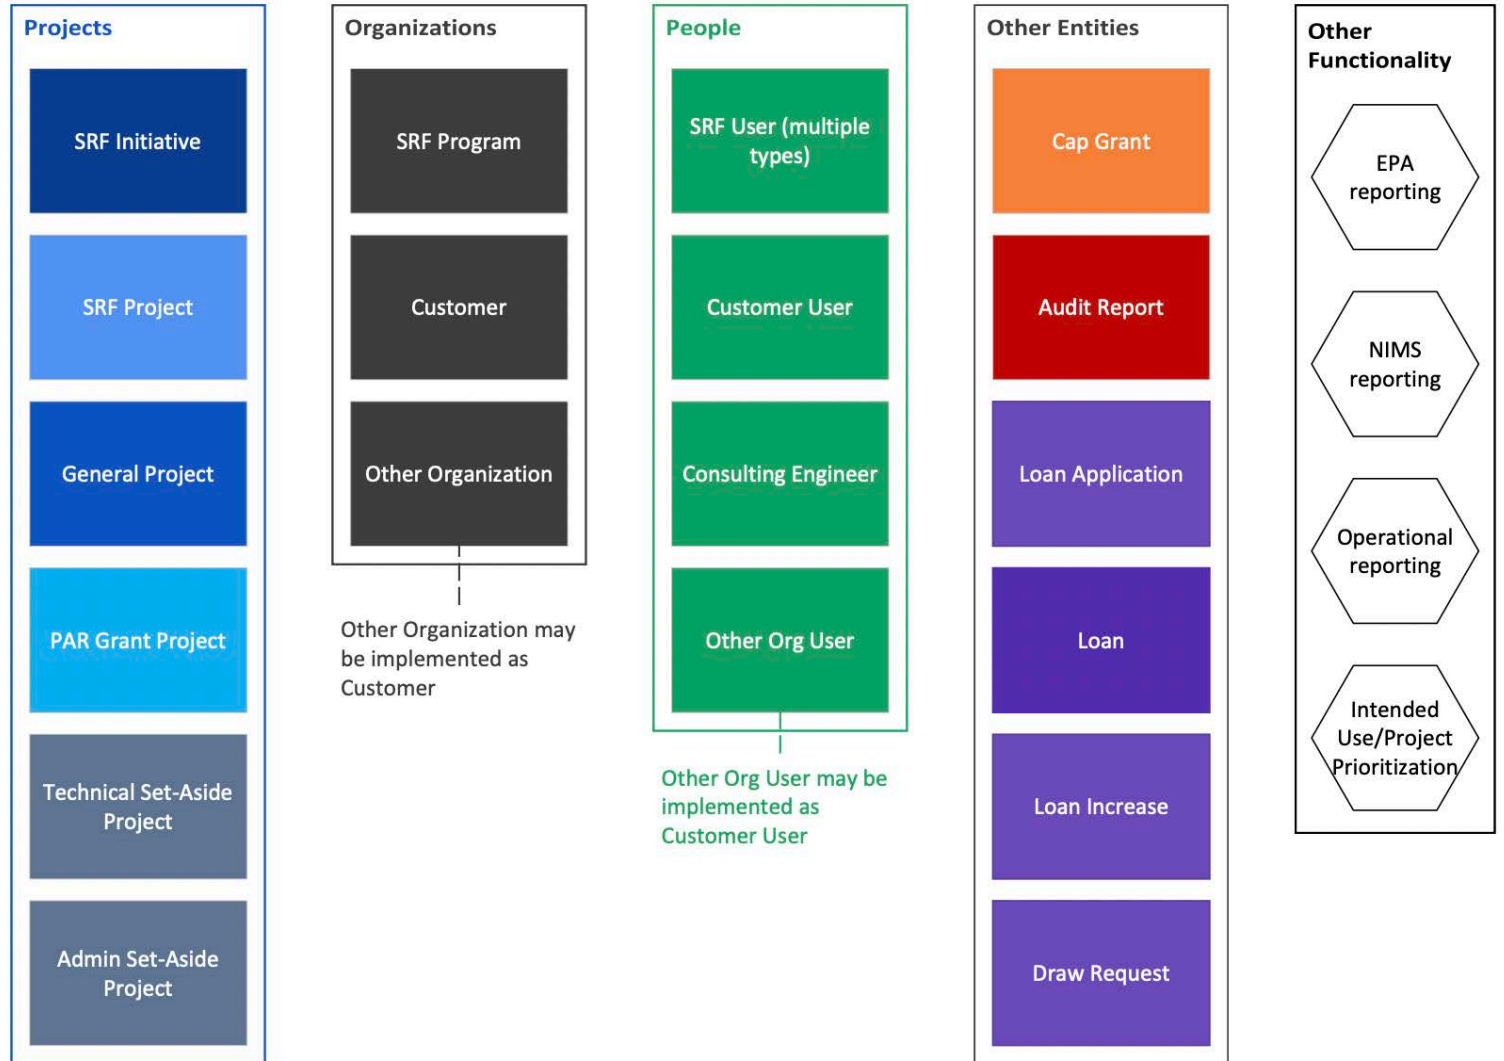 Projects
SRF Initiative
SRF Project
General Project
PAR Grant Project
Technical Set-Aside
Project
Admin Set-Aside
Project
Organizations
SRF Program
Customer
Other Organization
Other Organization may
be implemented as
Customer
People
SRF User (multiple
types)
Customer User
Consulting Engineer
Other Org User
Other Org User may be
implemented as
Customer User
Other Entities
Cap Grant
Audit Report
Loan Application
Loan
Loan Increase
Draw Request
Other
Functionality
EPA
reporting
NIMS
reporting
Operational
reporting
Intended
Use/Project
Prioritization